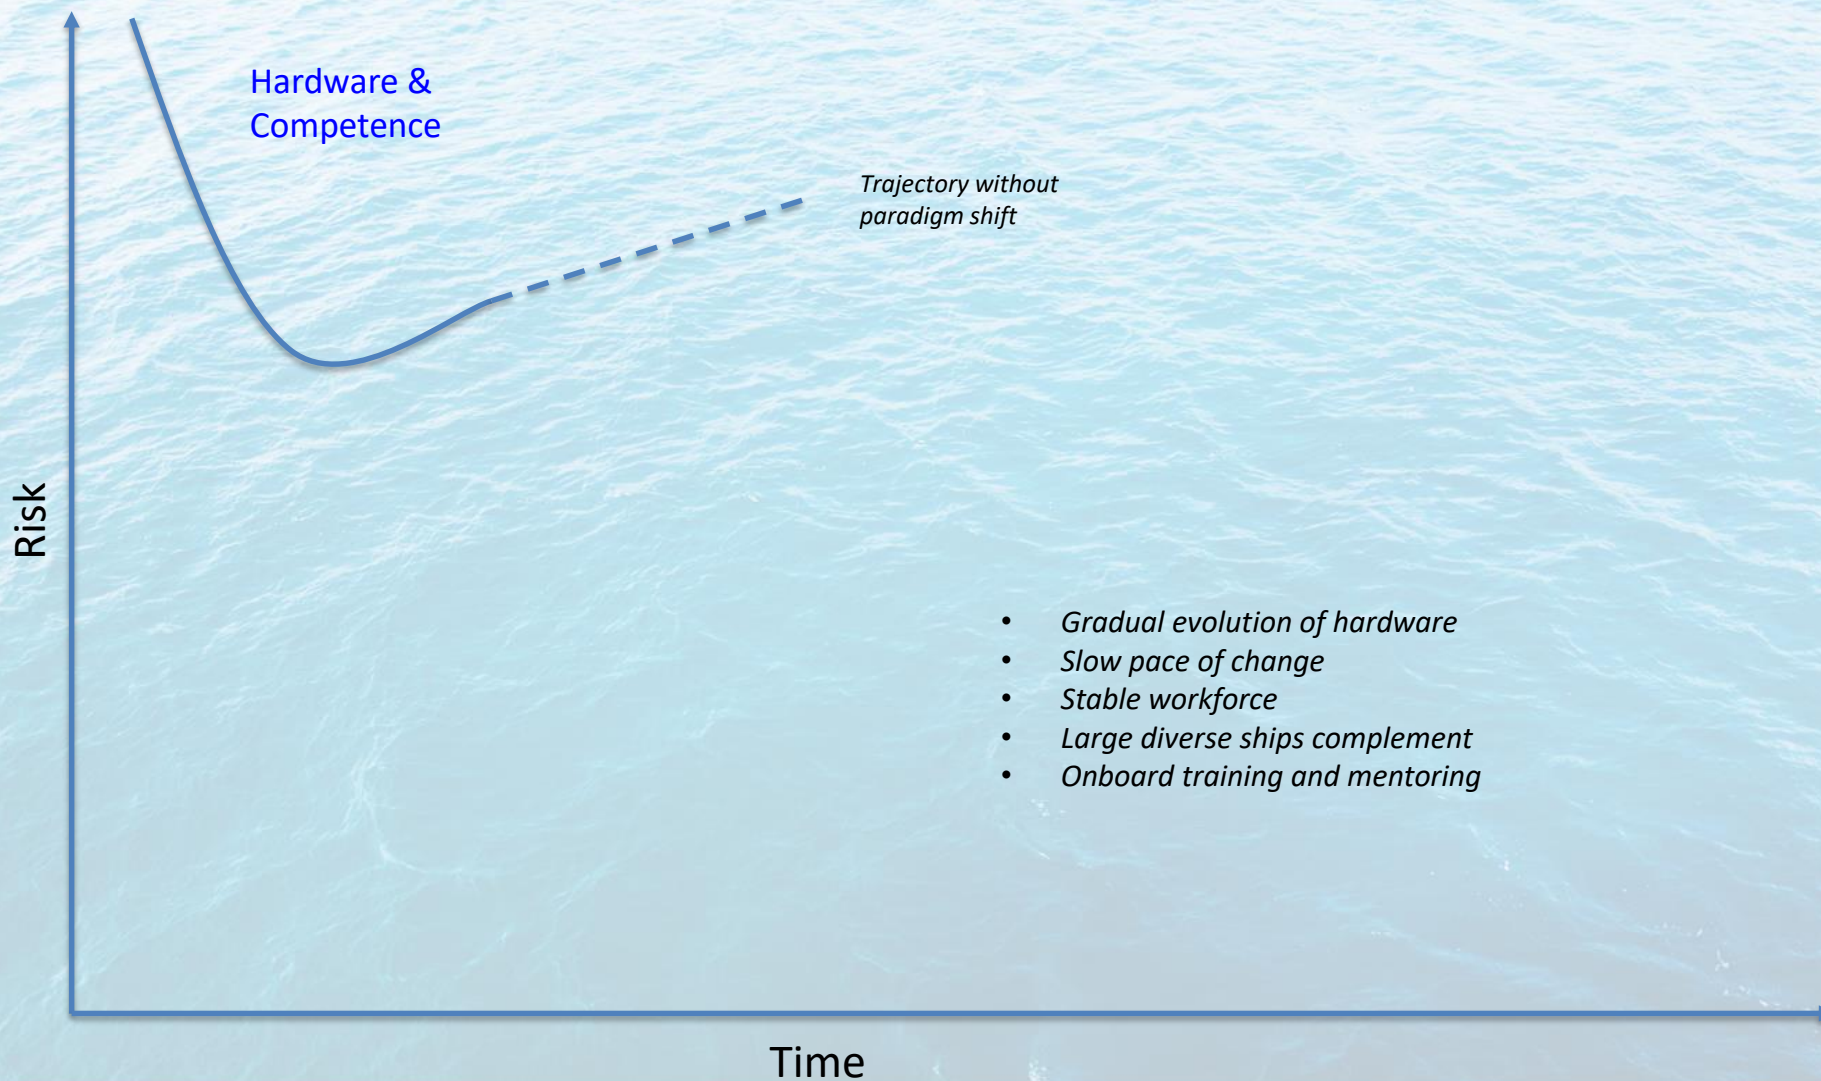 Hardware &
Competence
Trajectory without
paradigm shift
Risk
• Gradual evolution of hardware
• Slow pace of change
• Stable workforce
• Large diverse ships complement
• Onboard training and mentoring
Time